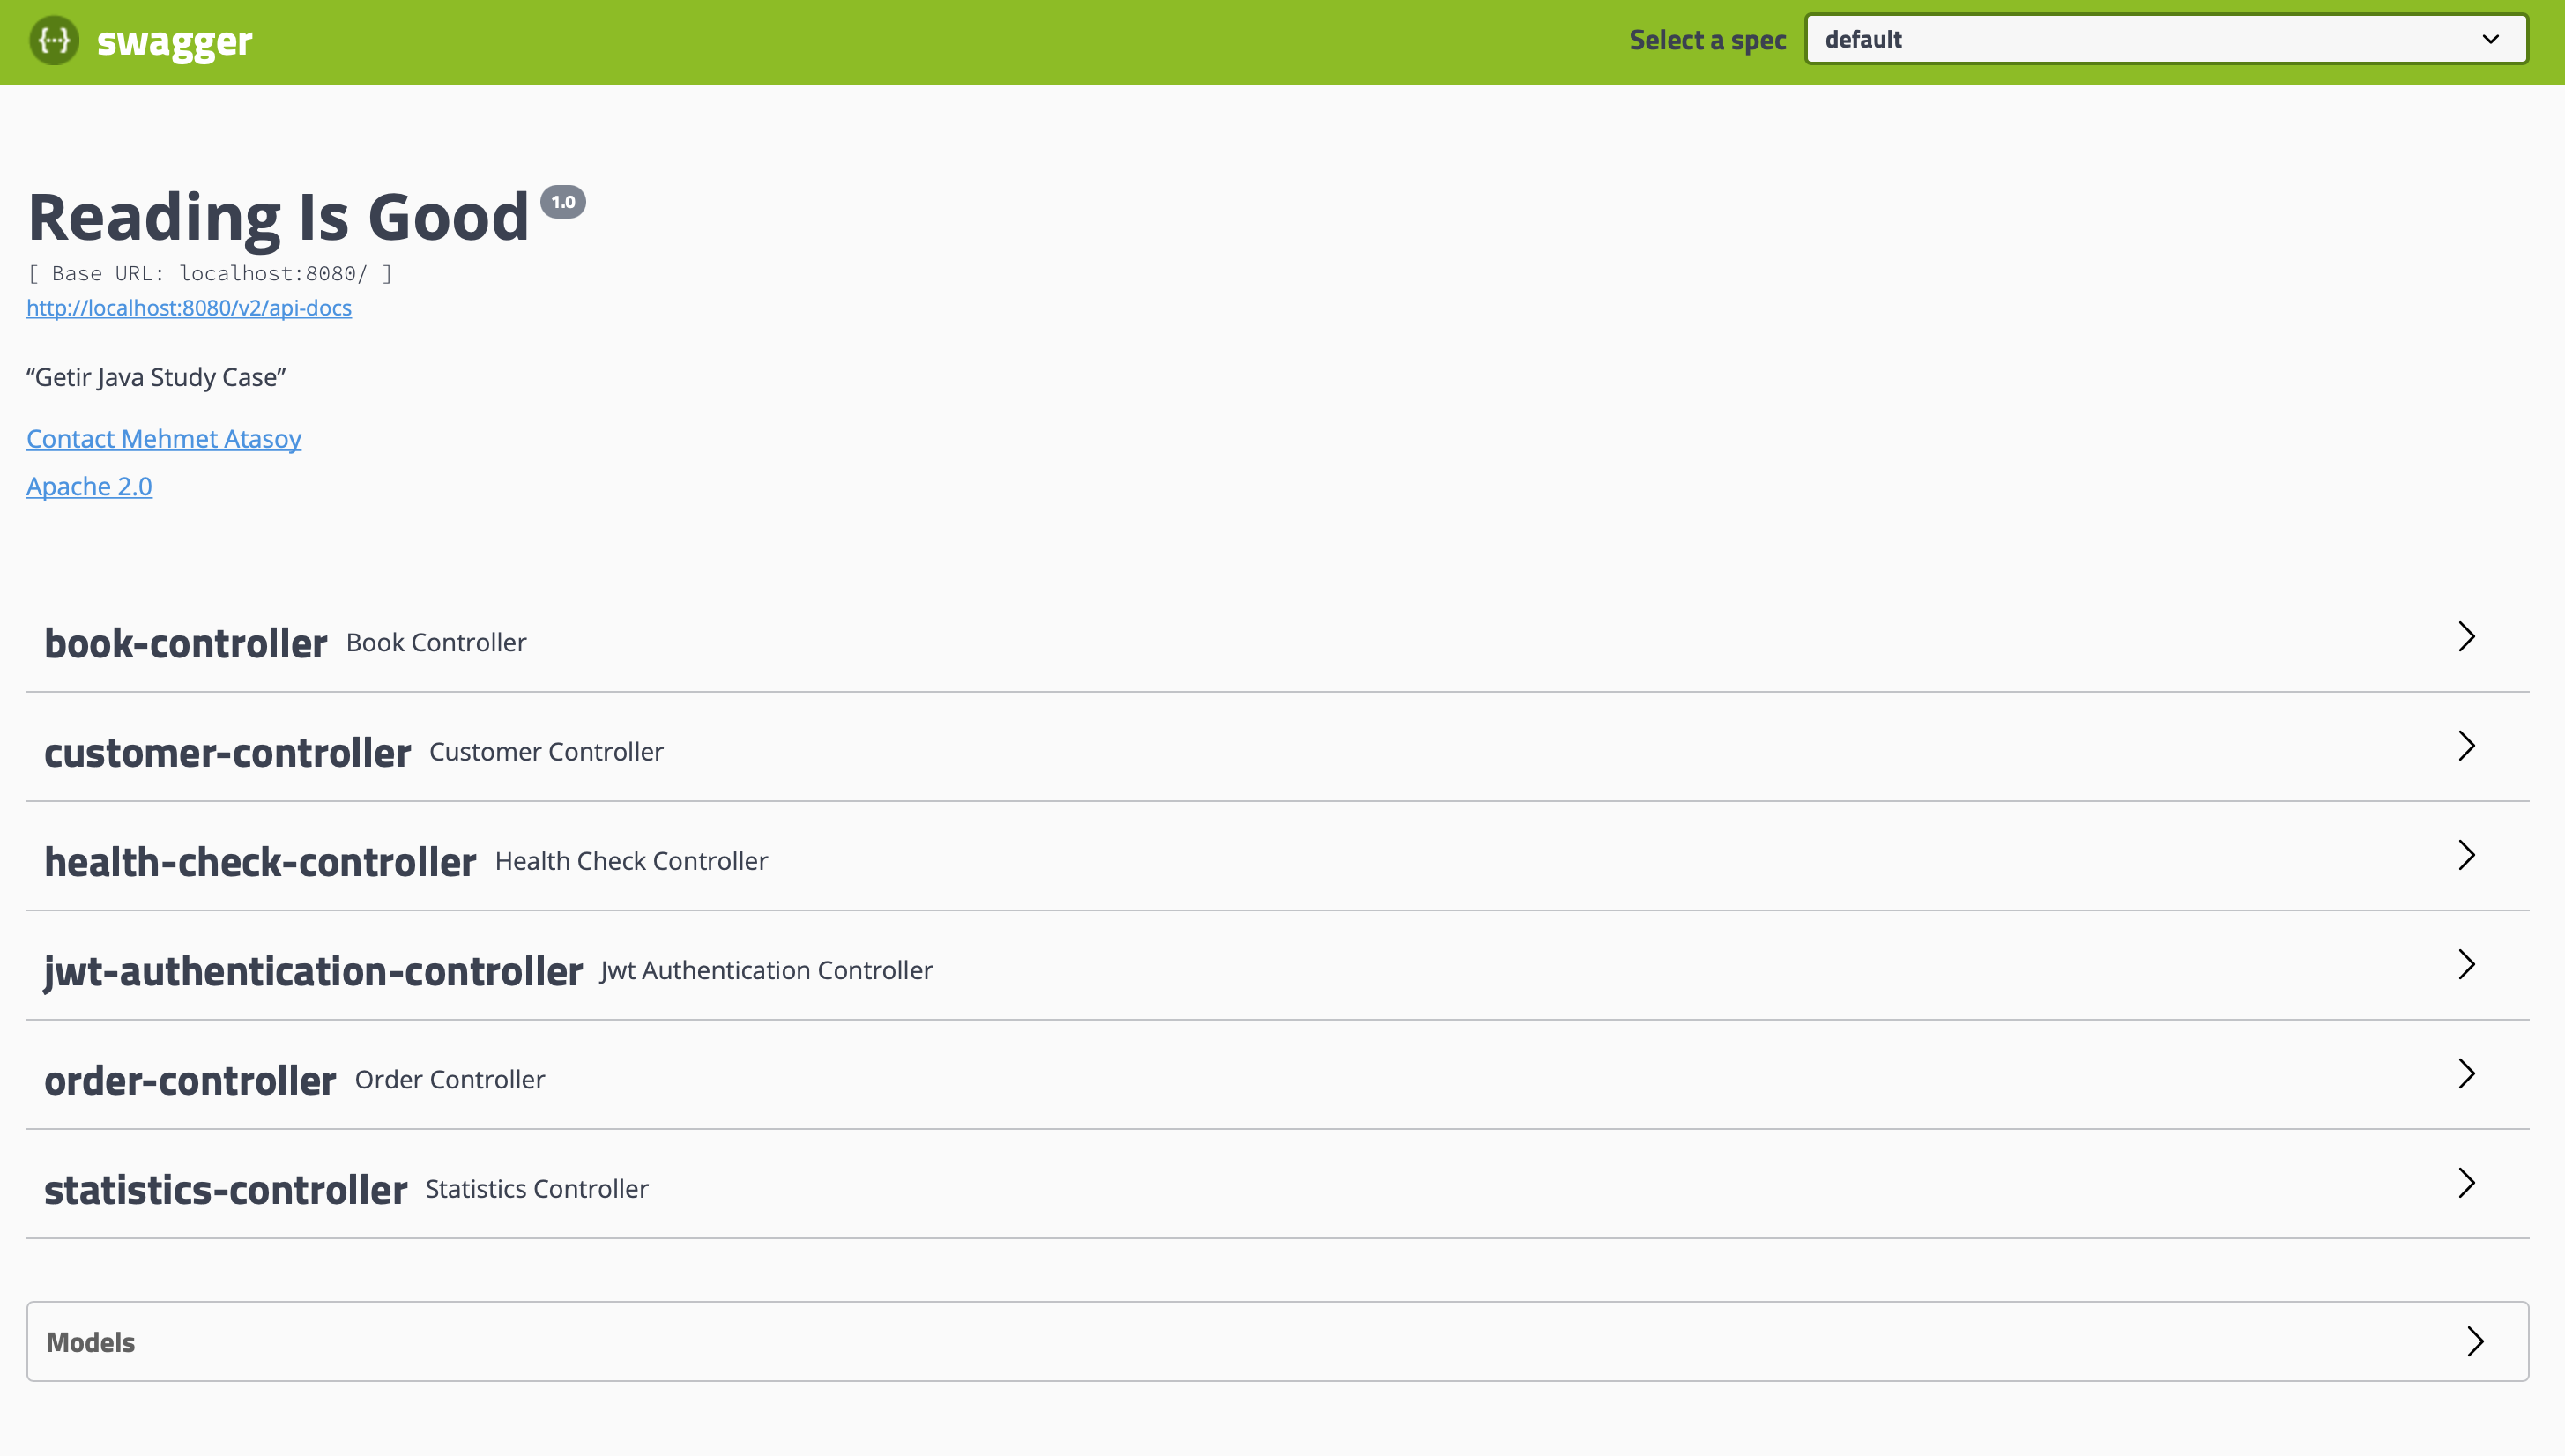 {...} swagger Select a spec default
Reading Is Good 1.0
[ Base URL: localhost:8080/ ]
http://localhost:8080/v2/api-docs
“Getir Java Study Case”
Contact Mehmet Atasoy
Apache 2.0
book-controller Book Controller
customer-controller Customer Controller
health-check-controller Health Check Controller
jwt-authentication-controller Jwt Authentication Controller
order-controller Order Controller
statistics-controller Statistics Controller
Models